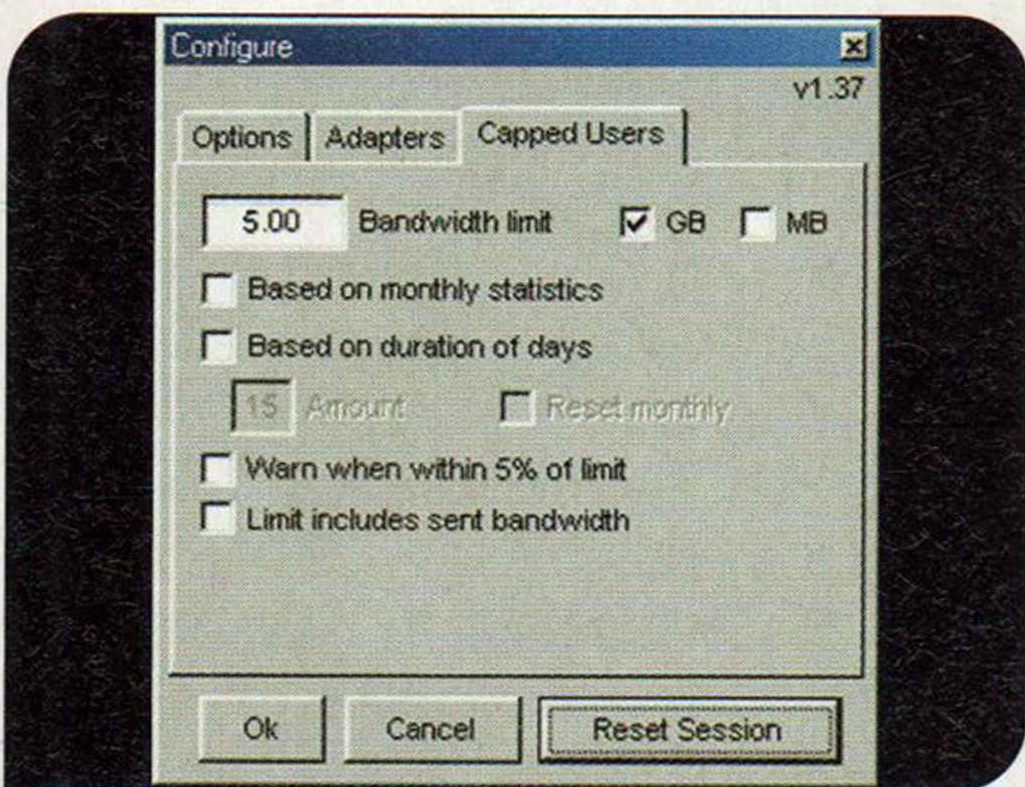 Configure
v1.37
Options Adapters Capped Users
5.00 Bandwidth limit GB MB
Based on monthly statistics
Based on duration of days
15 Amount Reset monthly
Warn when within 5% of limit
Limit includes sent bandwidth
Ok Cancel Reset Session